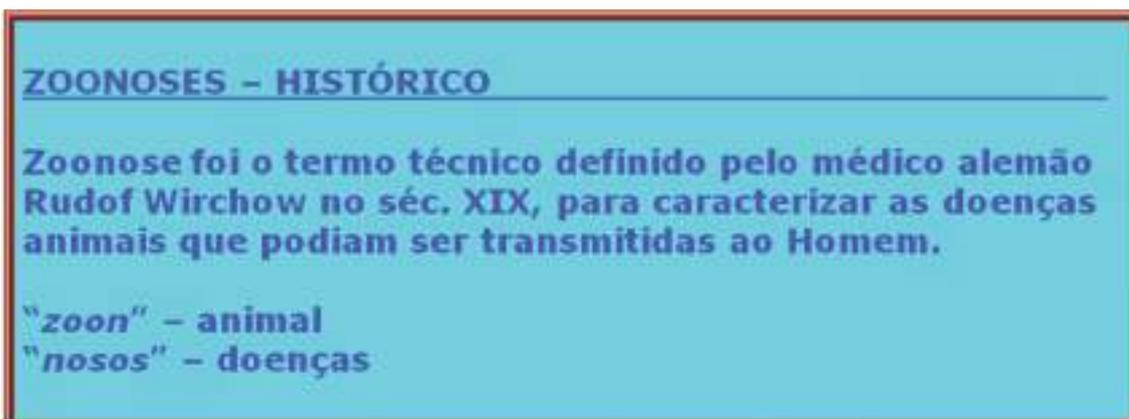 ZOONOSES – HISTÓRICO
Zoonose foi o termo técnico definido pelo médico alemão
Rudof Wirchow no séc. XIX, para caracterizar as doenças
animais que podiam ser transmitidas ao Homem.
“zoon” – animal
“nosos” – doenças